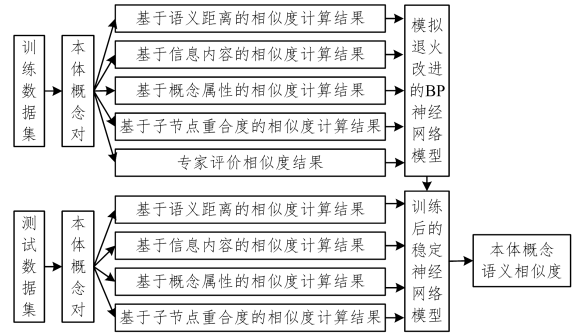 训练数据集
本体概念对
基于语义距离的相似度计算结果
基于信息内容的相似度计算结果
基于概念属性的相似度计算结果
基于子节点重合度的相似度计算结果
专家评价相似度结果
模拟
退火
改进
的BP
神经
网络
模型
测试数据集
本体概念对
基于语义距离的相似度计算结果
基于信息内容的相似度计算结果
基于概念属性的相似度计算结果
基于子节点重合度的相似度计算结果
训练
后的
稳定
神经
网络
模型
本体概念
语义相似度